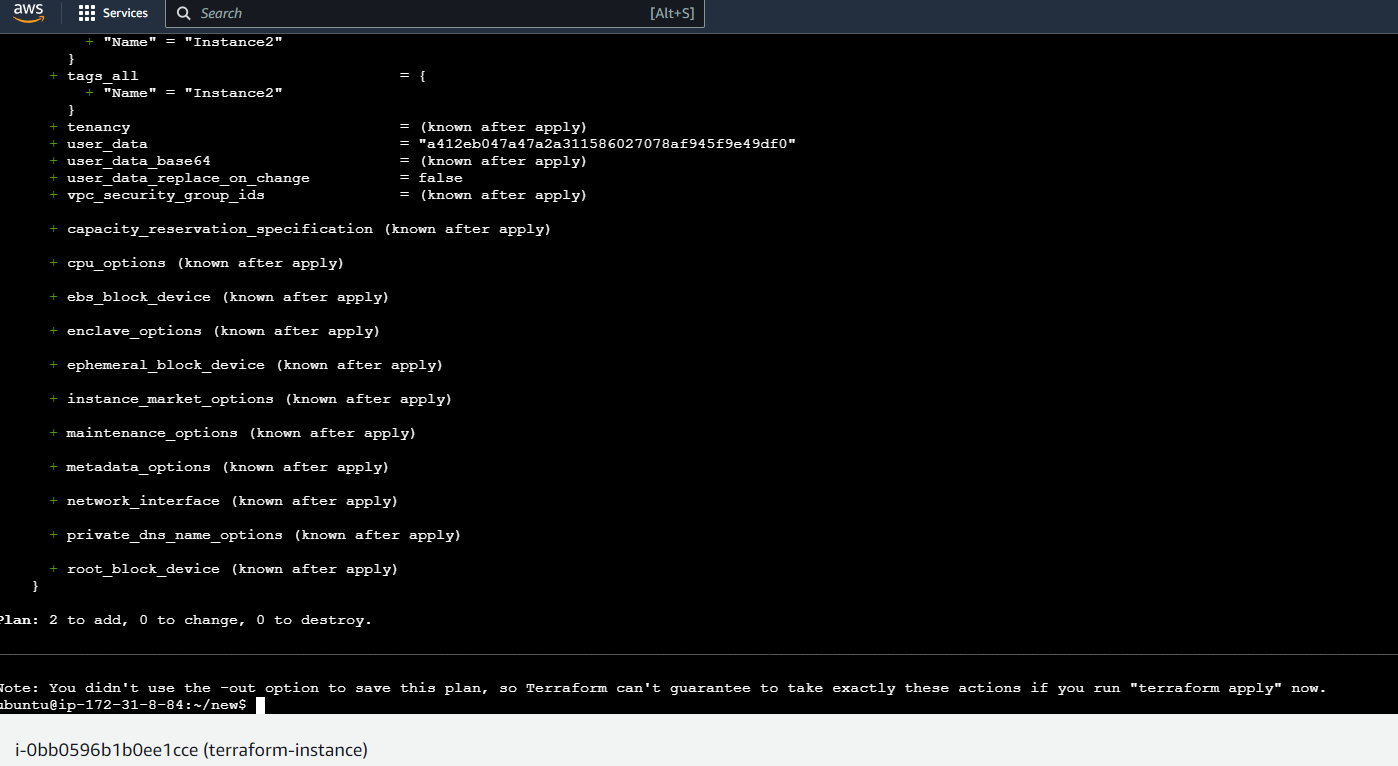 aws Services Search [Alt+S]
+ "Name" = "Instance2"
}
+ tags_all = {
+ "Name" = "Instance2"
}
+ tenancy = (known after apply)
+ user_data = "a412eb047a47a2a311586027078af945f9e49df0"
+ user_data_base64 = (known after apply)
+ user_data_replace_on_change = false
+ vpc_security_group_ids = (known after apply)
+ capacity_reservation_specification (known after apply)
+ cpu_options (known after apply)
+ ebs_block_device (known after apply)
+ enclave_options (known after apply)
+ ephemeral_block_device (known after apply)
+ instance_market_options (known after apply)
+ maintenance_options (known after apply)
+ metadata_options (known after apply)
+ network_interface (known after apply)
+ private_dns_name_options (known after apply)
+ root_block_device (known after apply)
}
Plan: 2 to add, 0 to change, 0 to destroy.
Note: You didn't use the -out option to save this plan, so Terraform can't guarantee to take exactly these actions if you run "terraform apply" now.
ubuntu@ip-172-31-8-84:~/new$
i-0bb0596b1b0ee1cce (terraform-instance)